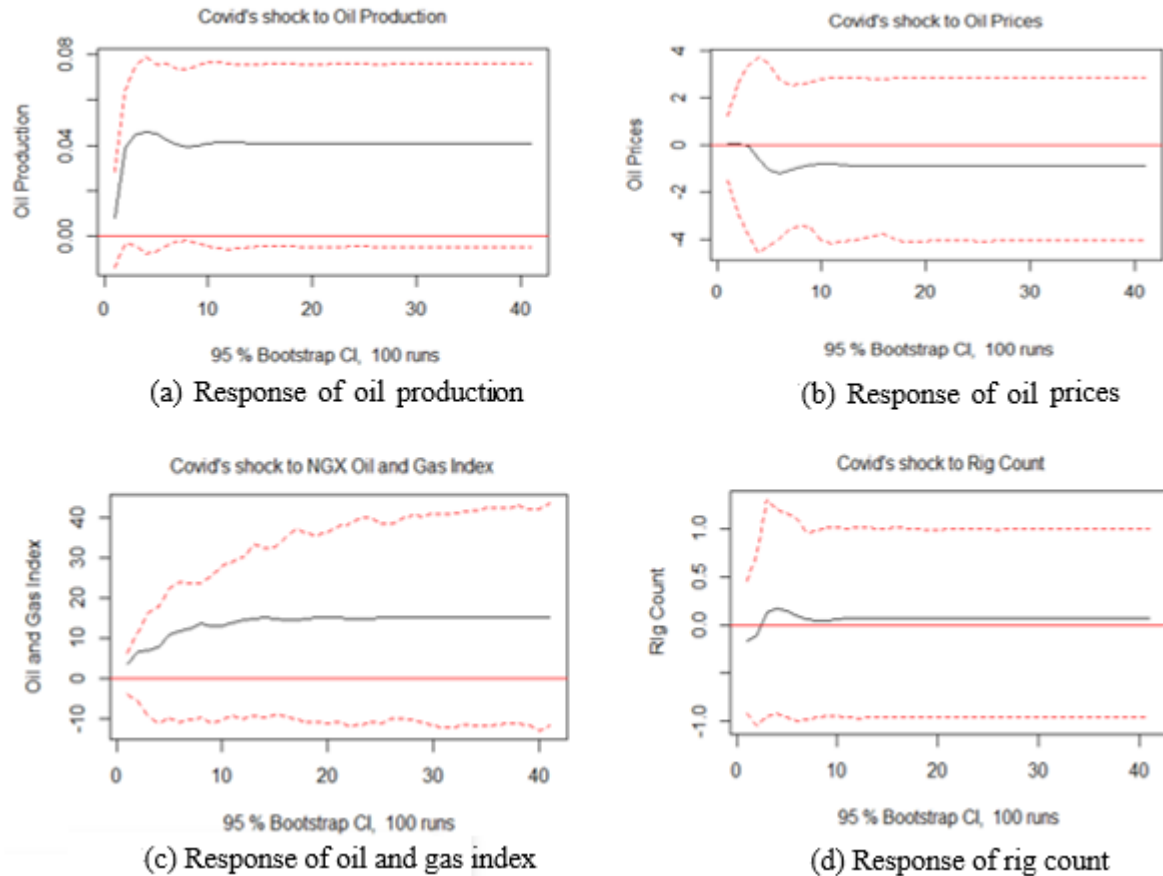 Covid's shock to Oil Production
Oil Production
0.08
0.04
0.00
0 10 20 30 40
95 % Bootstrap CI, 100 runs
(a) Response of oil production
Covid's shock to Oil Prices
Oil Prices
4
2
0
-2
-4
0 10 20 30 40
95 % Bootstrap CI, 100 runs
(b) Response of oil prices
Covid's shock to NGX Oil and Gas Index
Oil and Gas Index
40
30
20
10
0
-10
0 10 20 30 40
95 % Bootstrap CI, 100 runs
(c) Response of oil and gas index
Covid's shock to Rig Count
RIg Count
1.0
0.5
0.0
-1.0
0 10 20 30 40
95 % Bootstrap CI, 100 runs
(d) Response of rig count